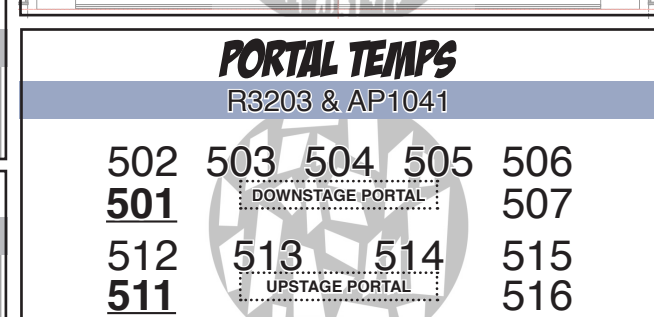 PORTAL TEMPS
R3203 & AP1041
502 503 504 505 506
501 DOWNSTAGE PORTAL 507
512 513 514 515
511 UPSTAGE PORTAL 516